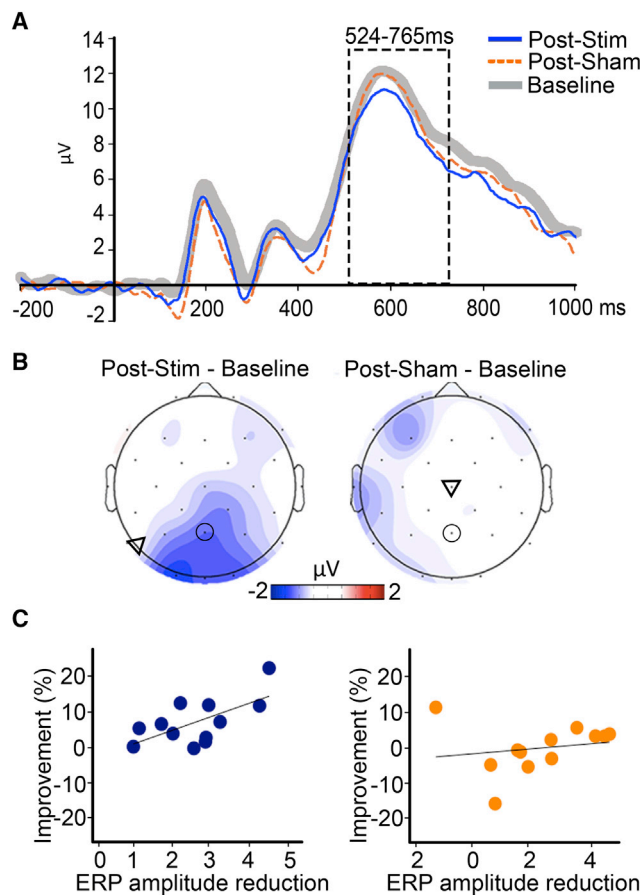 A
524-765ms
Post-Stim
Post-Sham
Baseline
14
12
10
8
6
4
2
-2
μV
-200
200
400
600
800
1000 ms
B
Post-Stim - Baseline
Post-Sham - Baseline
μV
-2
2
C
Improvement (%)
20
10
0
-10
-20
0
1
2
3
4
5
ERP amplitude reduction
Improvement (%)
20
10
0
-10
-20
2
0
2
4
ERP amplitude reduction